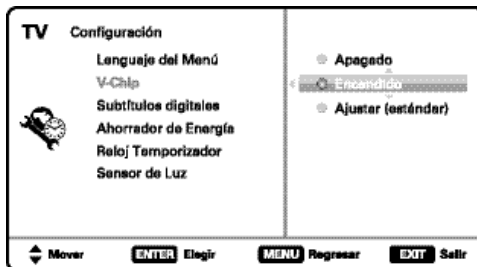 TV Configuración
Lenguaje del Menú
V-Chip
Subtítulos digitales
Ahorrador de Energía
Reloj Temporizador
Sensor de Luz
Apagado
Encendido
Ajustar (estándar)
Mover ENTER Elegir MENU Regresar EXIT Salir